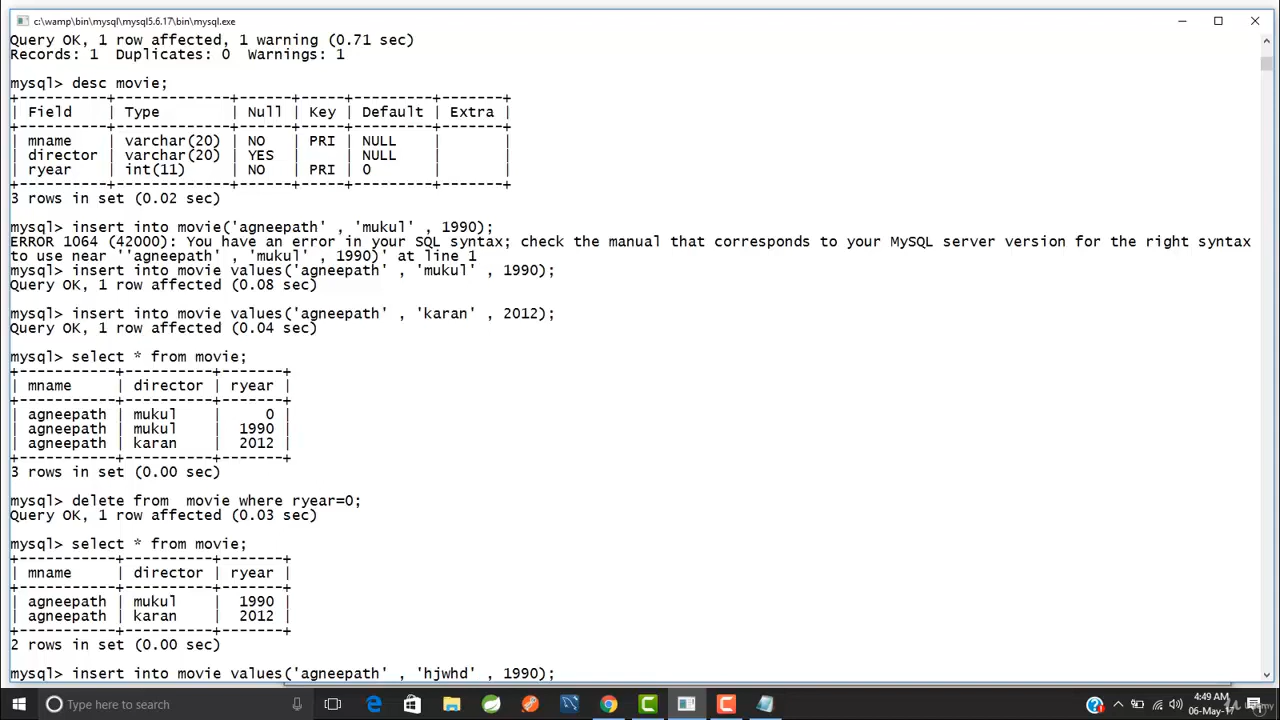 c:\wamp\bin\mysql\mysql5.6.17\bin\mysql.exe
Query OK, 1 row affected, 1 warning (0.71 sec)
Records: 1  Duplicates: 0  Warnings: 1
mysql> desc movie;
+----------+-------------+------+-----+---------+-------+
| Field    | Type        | Null | Key | Default | Extra |
+----------+-------------+------+-----+---------+-------+
| mname    | varchar(20) | NO   | PRI | NULL    |       |
| director | varchar(20) | YES  |     | NULL    |       |
| ryear    | int(11)     | NO   | PRI | 0       |       |
+----------+-------------+------+-----+---------+-------+
3 rows in set (0.02 sec)
mysql> insert into movie('agneepath' , 'mukul' , 1990);
ERROR 1064 (42000): You have an error in your SQL syntax; check the manual that corresponds to your MySQL server version for the right syntax
to use near ''agneepath' , 'mukul' , 1990)' at line 1
mysql> insert into movie values('agneepath' , 'mukul' , 1990);
Query OK, 1 row affected (0.08 sec)
mysql> insert into movie values('agneepath' , 'karan' , 2012);
Query OK, 1 row affected (0.04 sec)
mysql> select * from movie;
+-----------+----------+-------+
| mname     | director | ryear |
+-----------+----------+-------+
| agneepath | mukul    |     0 |
| agneepath | mukul    |  1990 |
| agneepath | karan    |  2012 |
+-----------+----------+-------+
3 rows in set (0.00 sec)
mysql> delete from  movie where ryear=0;
Query OK, 1 row affected (0.03 sec)
mysql> select * from movie;
+-----------+----------+-------+
| mname     | director | ryear |
+-----------+----------+-------+
| agneepath | mukul    |  1990 |
| agneepath | karan    |  2012 |
+-----------+----------+-------+
2 rows in set (0.00 sec)
mysql> insert into movie values('agneepath' , 'hjwhd' , 1990);
Type here to search
4:49 AM
06-May-17